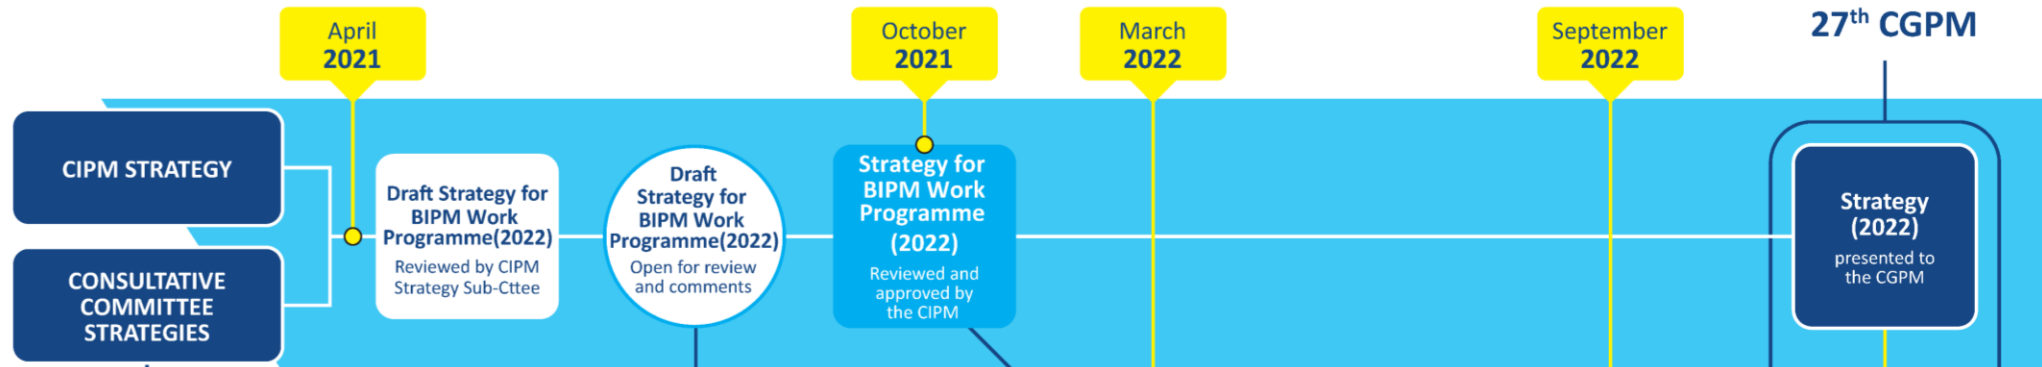 April
2021
October
2021
March
2022
September
2022
27th CGPM
CIPM STRATEGY
CONSULTATIVE
COMMITTEE
STRATEGIES
Draft Strategy for
BIPM Work
Programme(2022)
Reviewed by CIPM
Strategy Sub-Cttee
Draft
Strategy for
BIPM Work
Programme(2022)
Open for review
and comments
Strategy for
BIPM Work
Programme
(2022)
Reviewed and
approved by
the CIPM
Strategy
(2022)
presented to
the CGPM